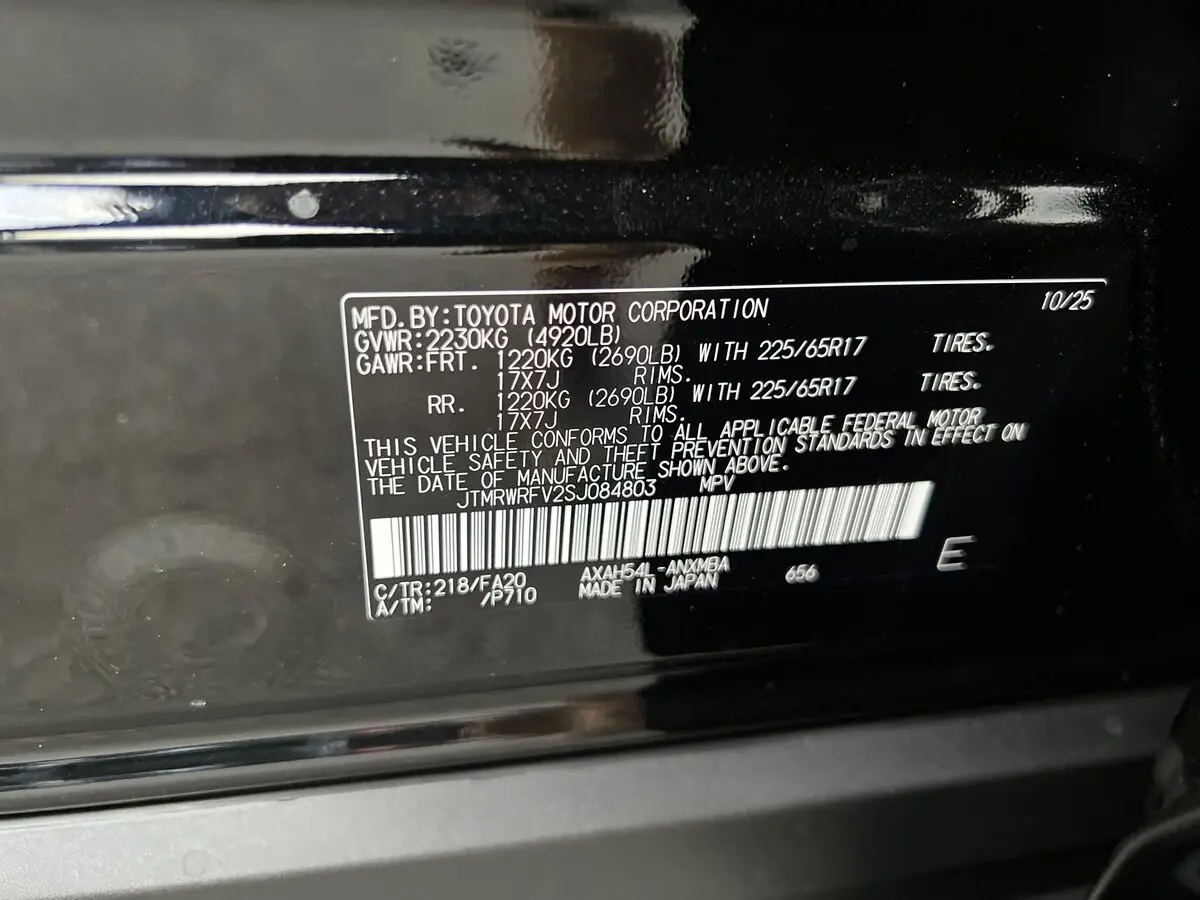 10/25
MFD.BY:TOYOTA MOTOR CORPORATION
GVWR:2230KG (4920LB)
GAWR:FRT. 1220KG (2690LB) WITH 225/65R17 TIRES.
17X7J RIMS.
RR. 1220KG (2690LB) WITH 225/65R17 TIRES.
17X7J RIMS.
THIS VEHICLE CONFORMS TO ALL APPLICABLE FEDERAL MOTOR
VEHICLE SAFETY AND THEFT PREVENTION STANDARDS IN EFFECT ON
THE DATE OF MANUFACTURE SHOWN ABOVE.
JTMRWRFV2SJ084803 MPV
C/TR:218/FA20 AXAH54L-ANXMBA 656 E
A/TM: /P710 MADE IN JAPAN